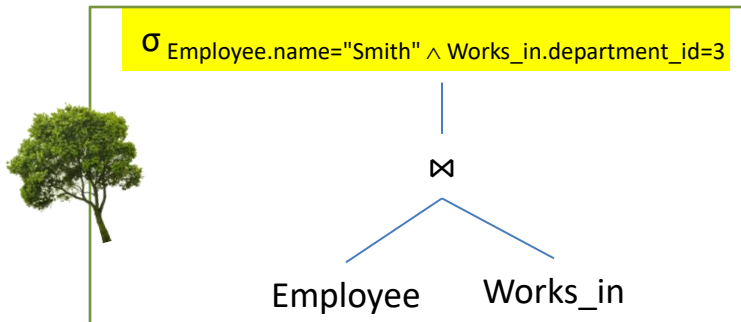 σ Employee.name="Smith" ∧ Works_in.department_id=3
⋈
Employee Works_in